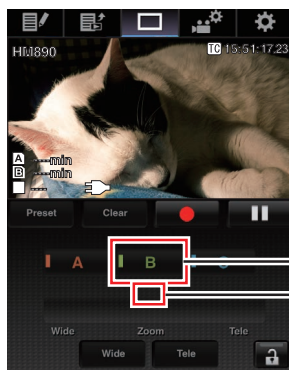 HM890 TC 15:51:17.23
A ----min
B ----min
----
Preset Clear
A B C
Wide Zoom Tele
Wide Tele